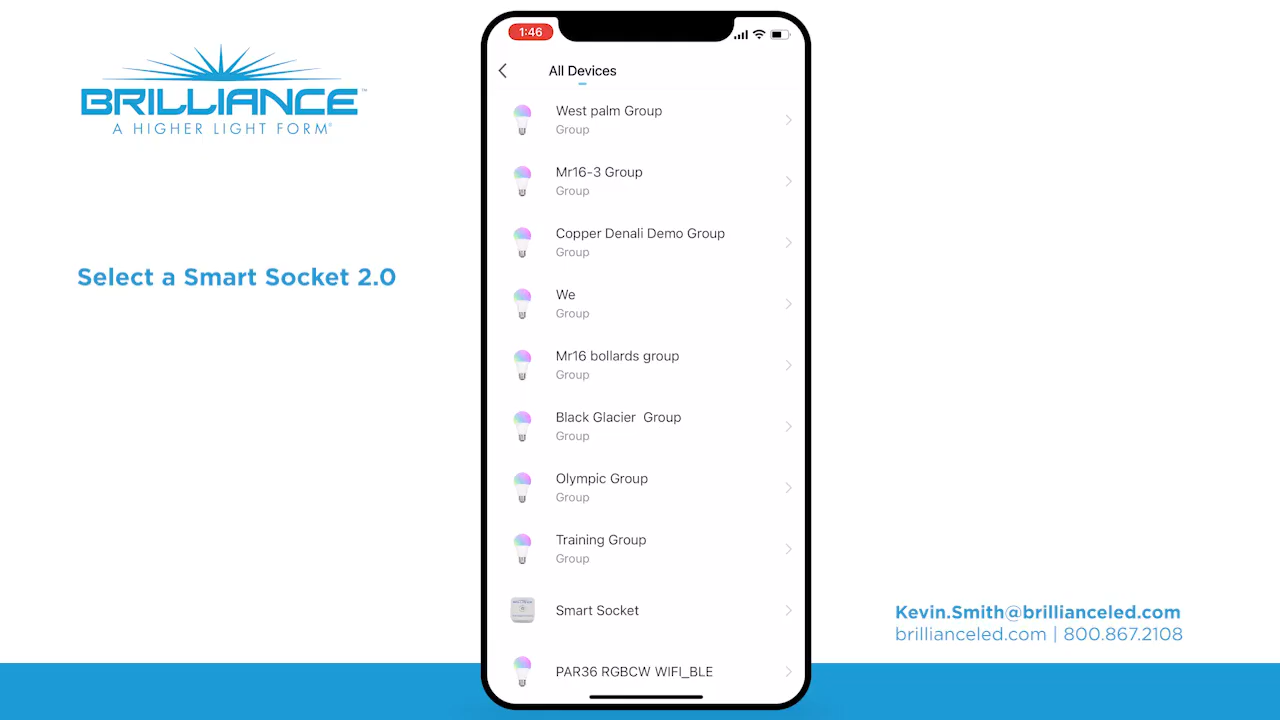 BRILLIANCE™
A HIGHER LIGHT FORM®
Select a Smart Socket 2.0
1:46
All Devices
West palm Group
Group
Mr16-3 Group
Group
Copper Denali Demo Group
Group
We
Group
Mr16 bollards group
Group
Black Glacier  Group
Group
Olympic Group
Group
Training Group
Group
Smart Socket
PAR36 RGBCW WIFI_BLE
Kevin.Smith@brillianceled.com
brillianceled.com | 800.867.2108